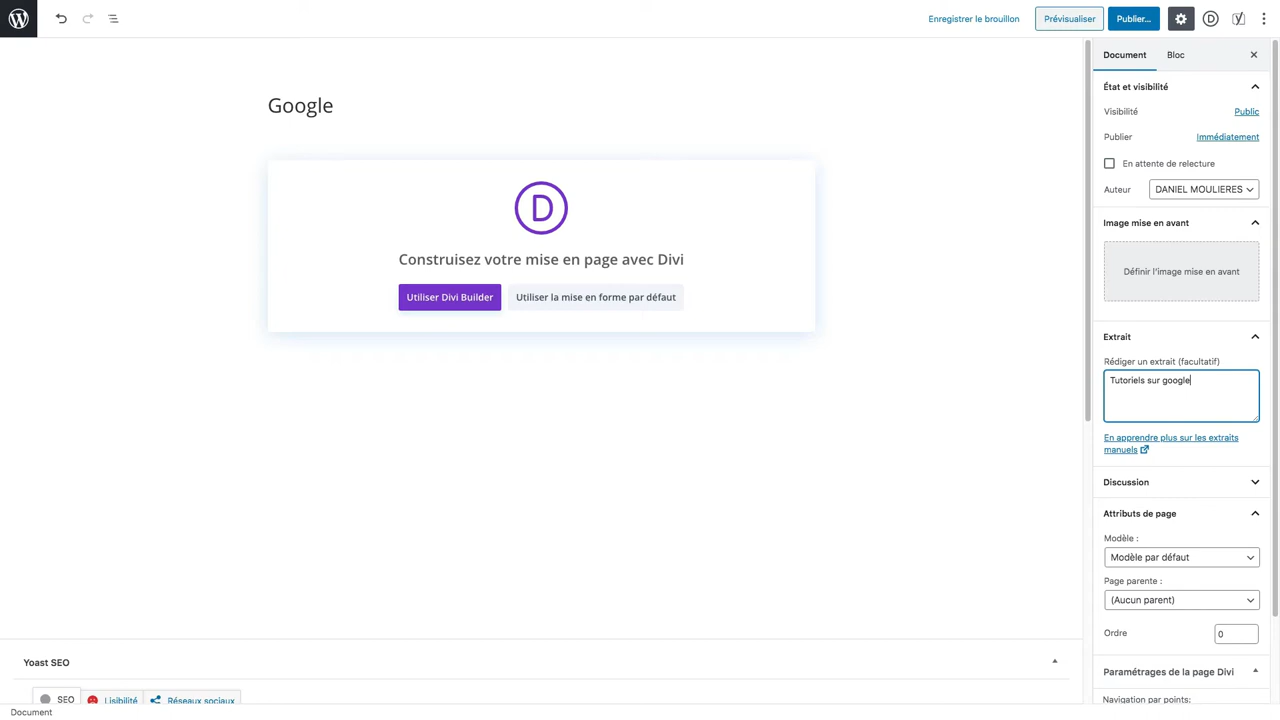 Enregistrer le brouillon
Prévisualiser
Publier...
Document
Bloc
État et visibilité
Visibilité
Public
Publier
Immédiatement
En attente de relecture
Auteur
DANIEL MOULIERES
Image mise en avant
Définir l'image mise en avant
Extrait
Rédiger un extrait (facultatif)
Tutoriels sur google
En apprendre plus sur les extraits
manuels
Discussion
Attributs de page
Modèle :
Modèle par défaut
Page parente :
(Aucun parent)
Ordre
0
Paramétrages de la page Divi
Navigation par points:
Google
D
Construisez votre mise en page avec Divi
Utiliser Divi Builder
Utiliser la mise en forme par défaut
Yoast SEO
SEO
Lisibilité
Réseaux sociaux
Document